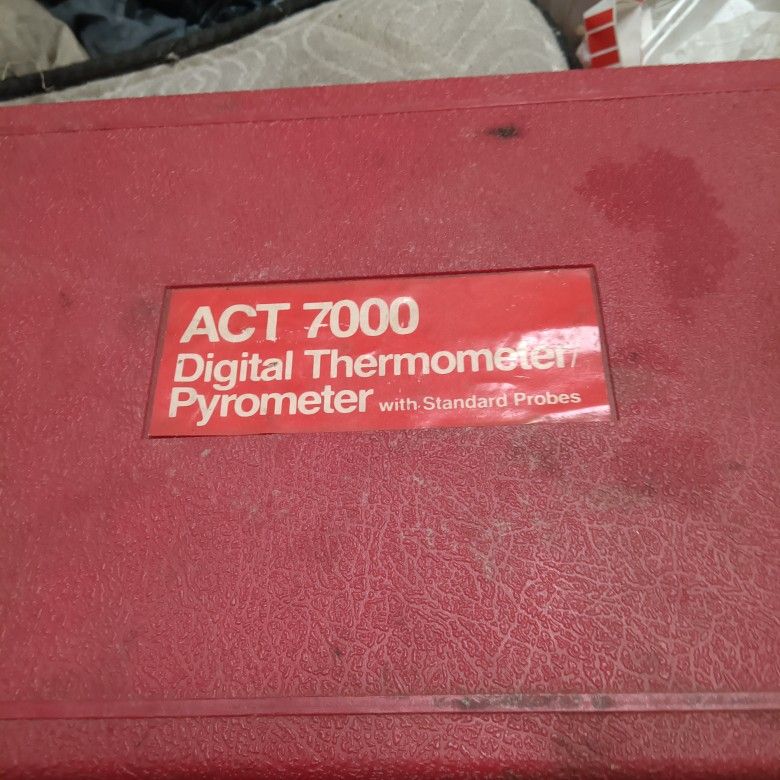 ACT 7000
Digital Thermometer/
Pyrometer with Standard Probes